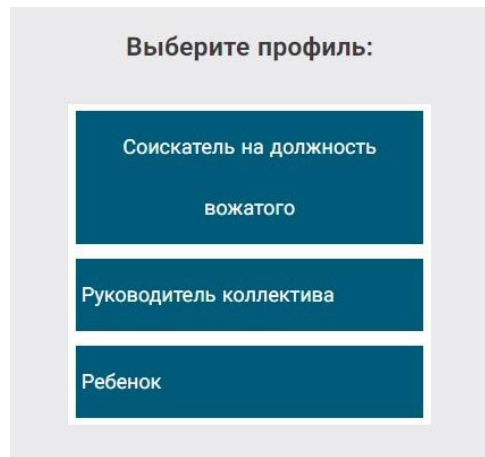 Выберите профиль:
Соискатель на должность
вожатого
Руководитель коллектива
Ребенок